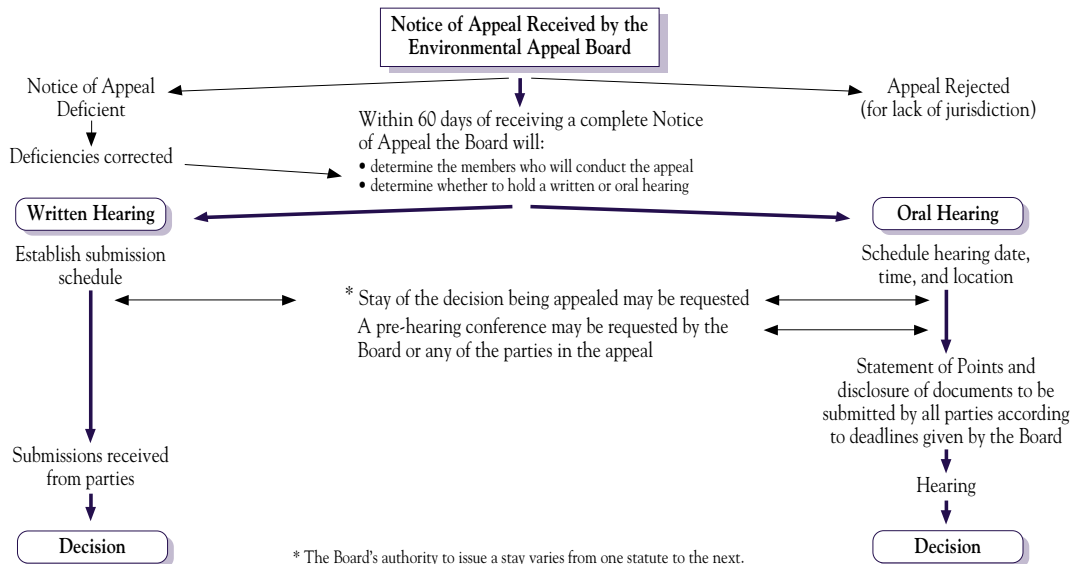 Notice of Appeal Received by the
Environmental Appeal Board
Notice of Appeal
Deficient
Deficiencies corrected
Within 60 days of receiving a complete Notice
of Appeal the Board will:
• determine the members who will conduct the appeal
• determine whether to hold a written or oral hearing
Appeal Rejected
(for lack of jurisdiction)
Written Hearing
Establish submission
schedule
Oral Hearing
Schedule hearing date,
time, and location
* Stay of the decision being appealed may be requested
A pre-hearing conference may be requested by the
Board or any of the parties in the appeal
Submissions received
from parties
Decision
Statement of Points and
disclosure of documents to be
submitted by all parties according
to deadlines given by the Board
Hearing
Decision
* The Board's authority to issue a stay varies from one statute to the next.